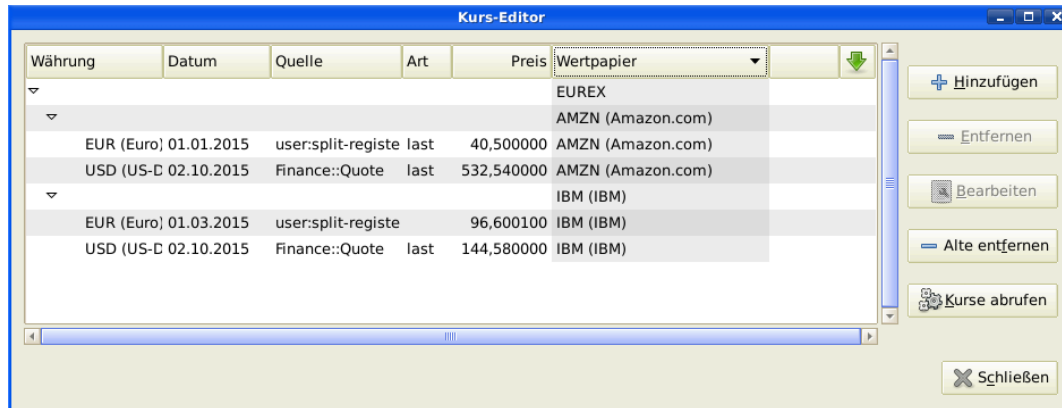 Kurs-Editor
Währung Datum Quelle Art Preis Wertpapier
EUREX
AMZN (Amazon.com)
EUR (Euro) 01.01.2015 user:split-registe last 40,500000 AMZN (Amazon.com)
USD (US-D 02.10.2015 Finance::Quote last 532,540000 AMZN (Amazon.com)
IBM (IBM)
EUR (Euro) 01.03.2015 user:split-registe 96,600100 IBM (IBM)
USD (US-D 02.10.2015 Finance::Quote last 144,580000 IBM (IBM)
Hinzufügen
Entfernen
Bearbeiten
Alte entfernen
Kurse abrufen
Schließen